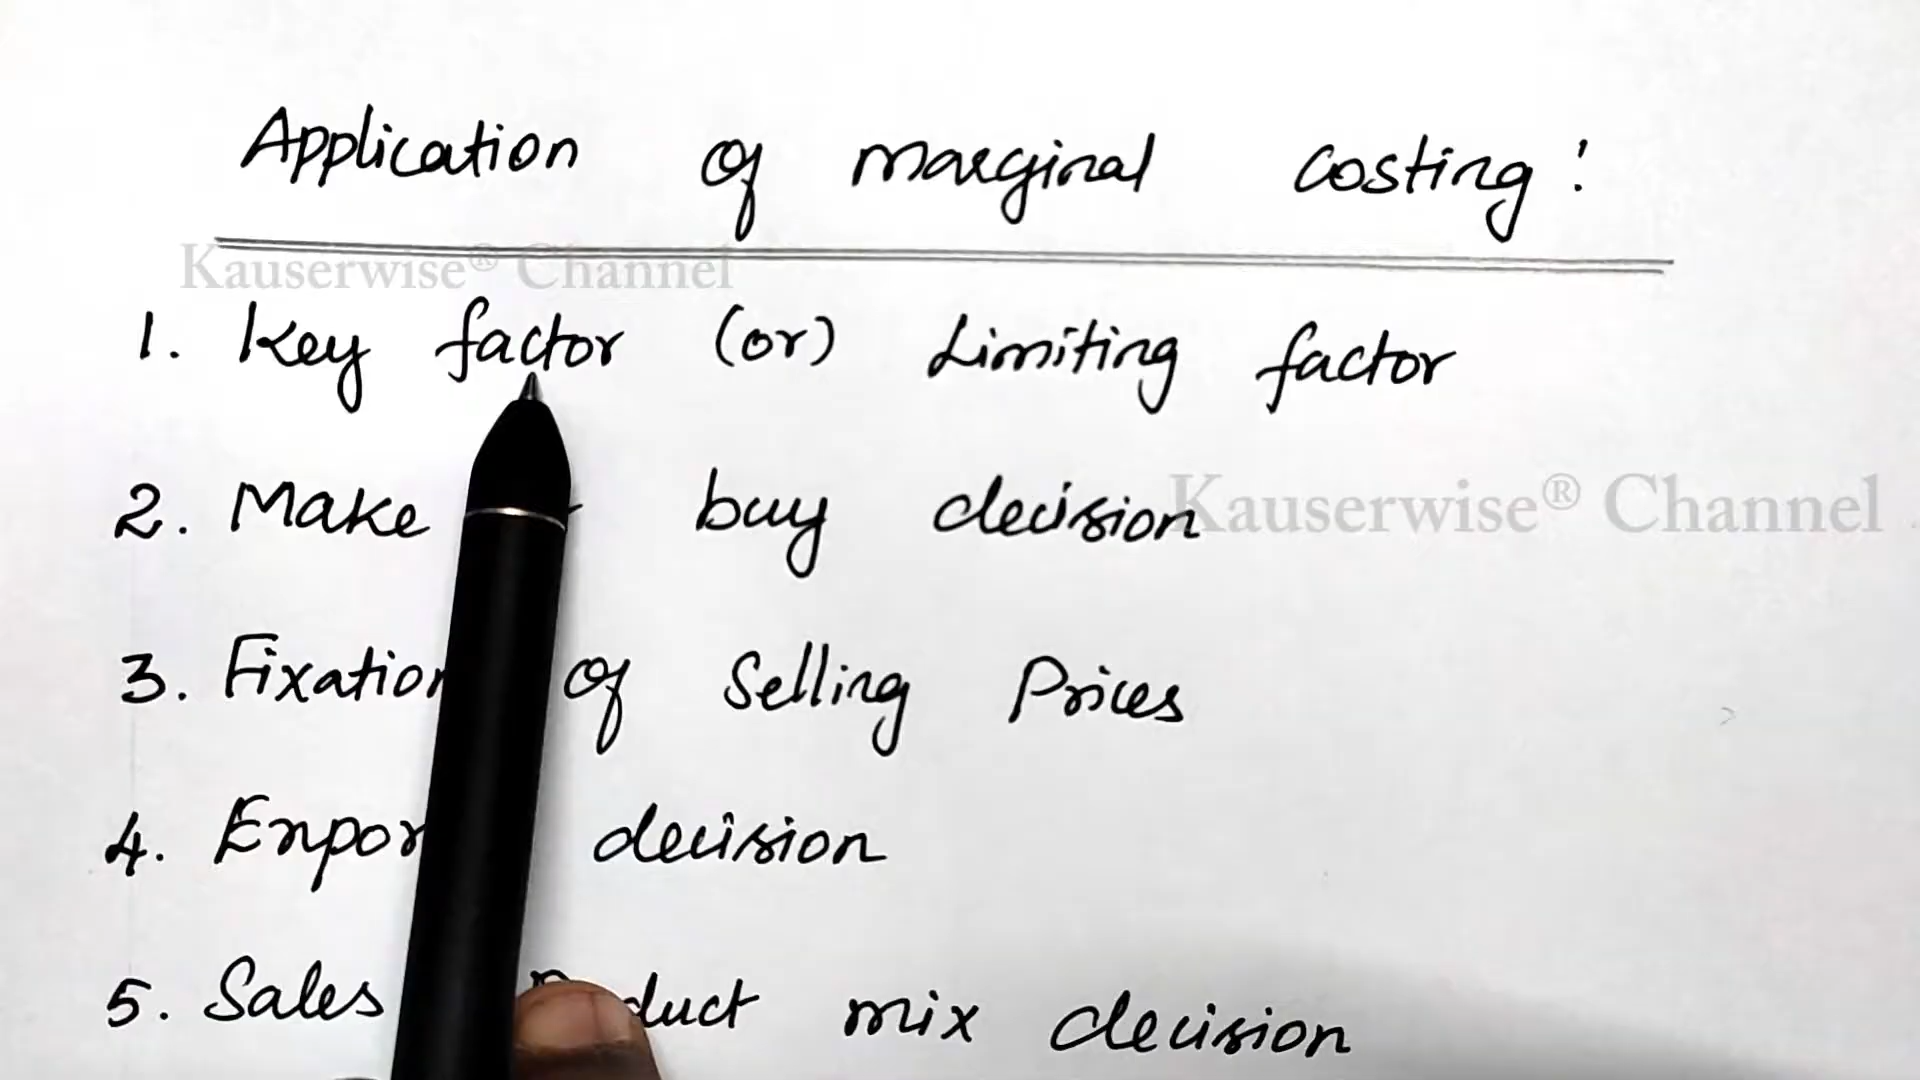 Application of marginal costing:
Kauserwise® Channel
1. Key factor (or) Limiting factor
2. Make buy decision
Kauserwise® Channel
3. Fixation of Selling Prices
4. decision
5. Sales mix decision